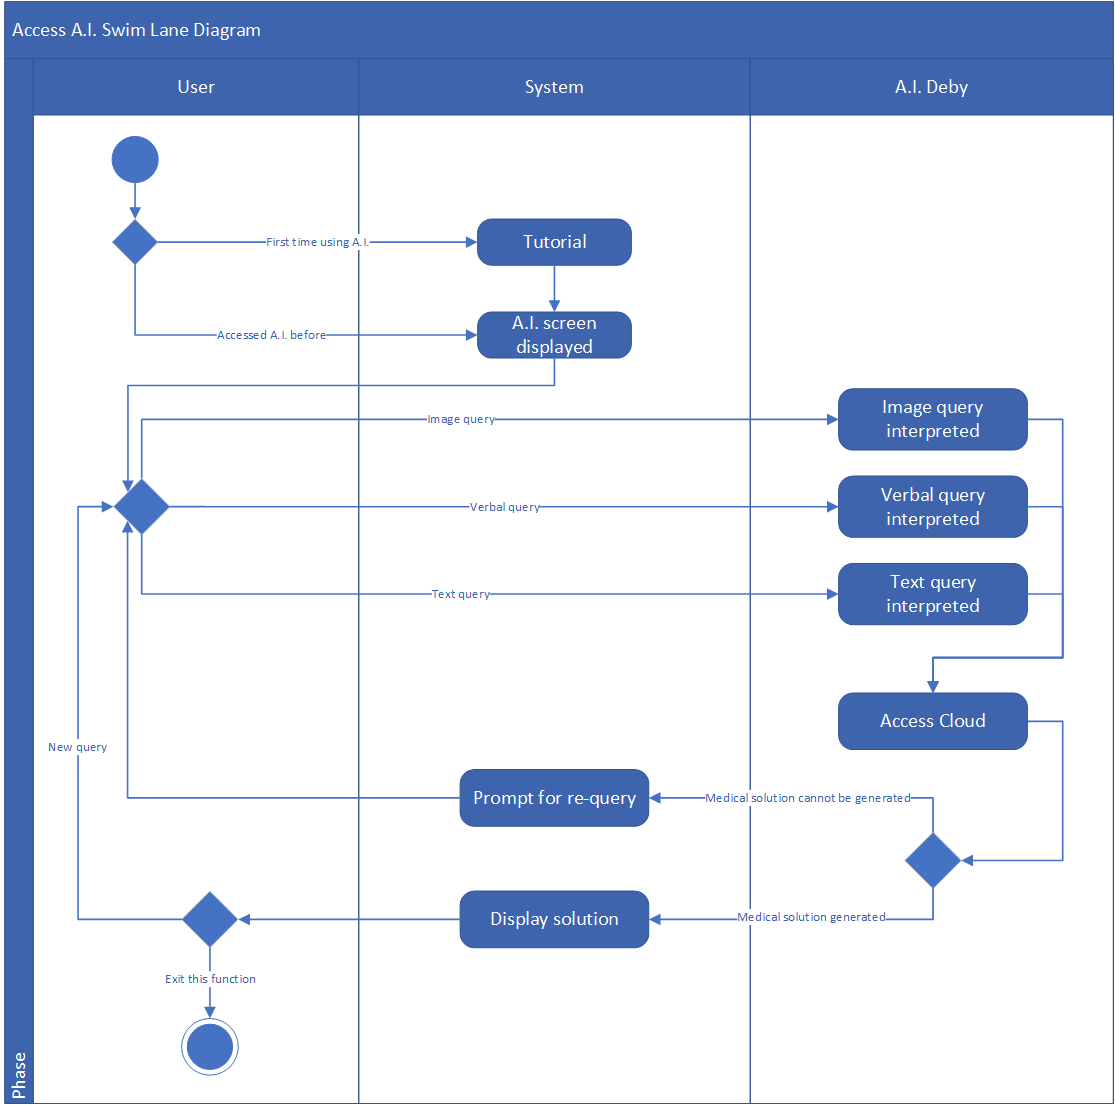 Access A.I. Swim Lane Diagram
User
System
A.I. Deby
First time using A.I.
Tutorial
Accessed A.I. before
A.I. screen
displayed
Image query
Image query
interpreted
Verbal query
Verbal query
interpreted
Text query
Text query
interpreted
Access Cloud
New query
Prompt for re-query
Medical solution cannot be generated
Display solution
Medical solution generated
Exit this function
Phase